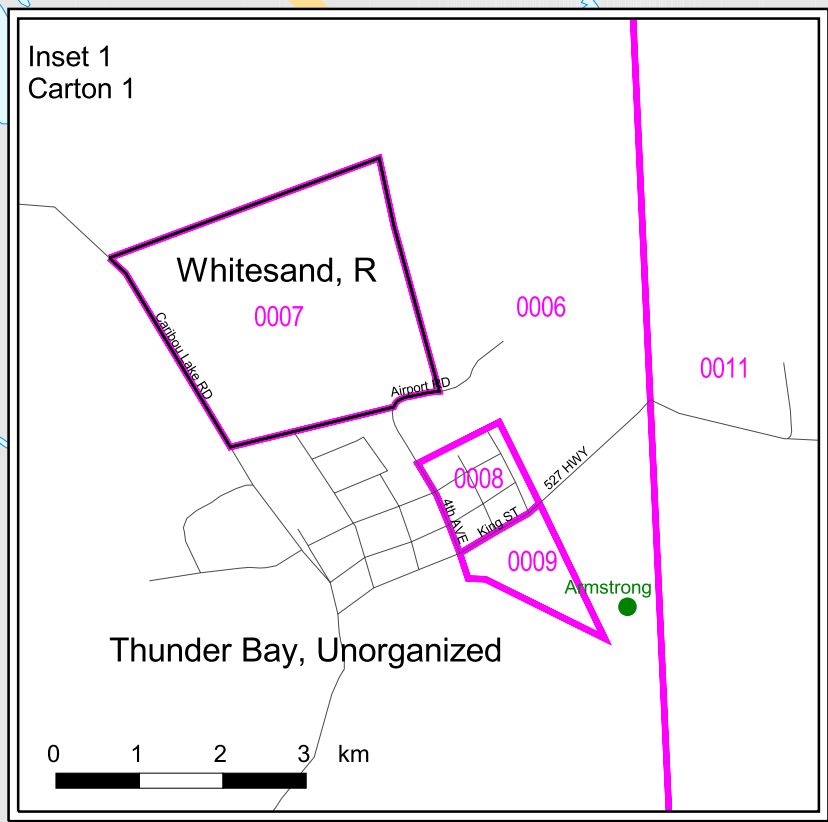 Inset 1
Carton 1
Whitesand, R
0007
0006
Caribou Lake RD
0011
Airport RD
0008
527 HWY
4th AVE
King ST
0009
Armstrong
Thunder Bay, Unorganized
0 1 2 3 km